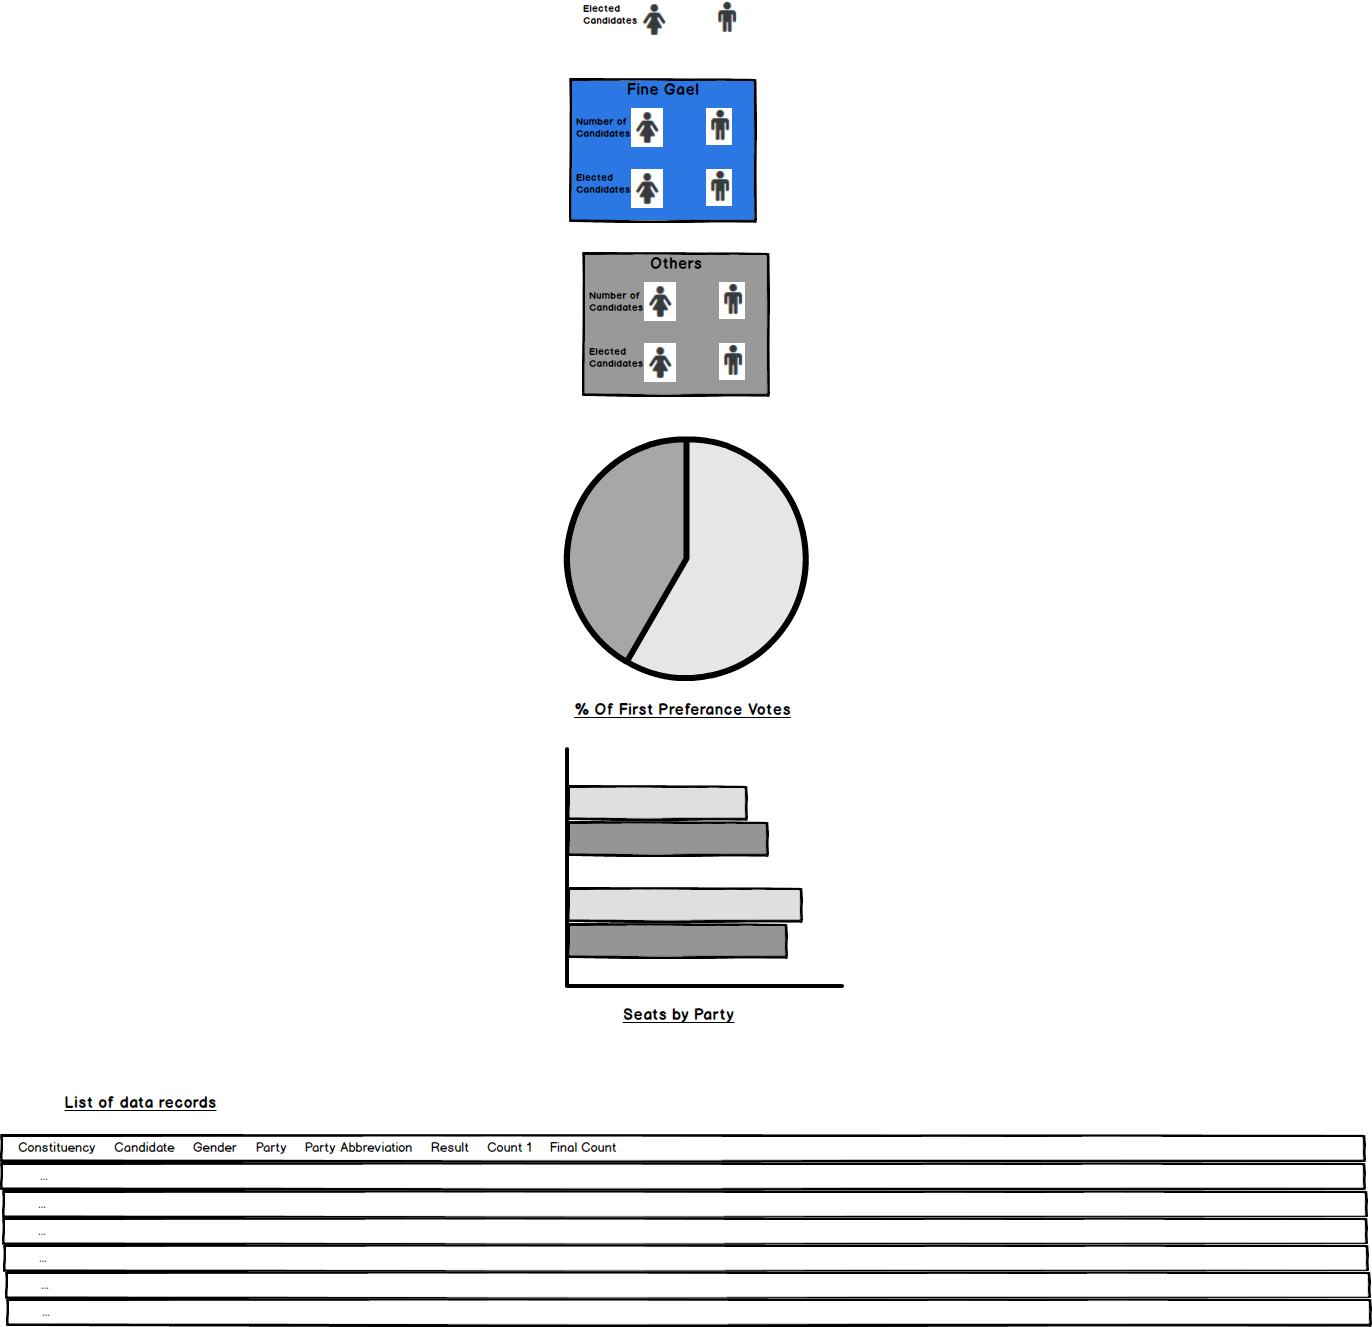 Elected
Candidates
Fine Gael
Number of
Candidates
Elected
Candidates
Others
Number of
Candidates
Elected
Candidates
% Of First Preferance Votes
Seats by Party
List of data records
Constituency Candidate Gender Party Party Abbreviation Result Count 1 Final Count
...
...
...
...
...
...